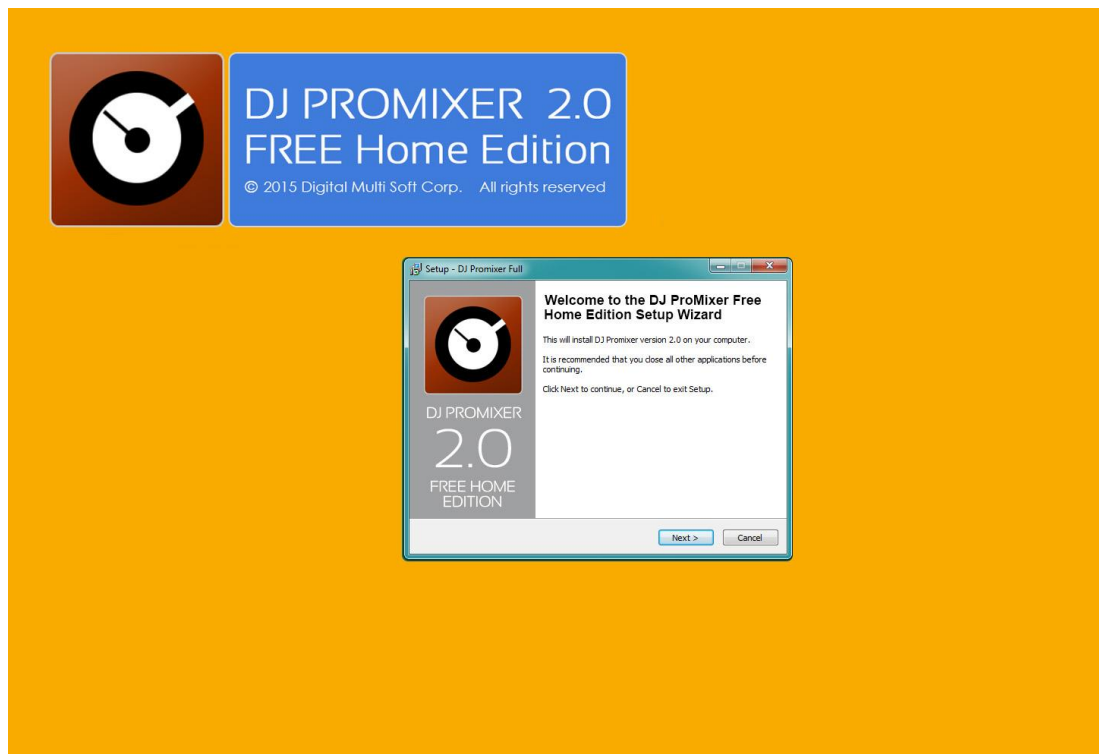 DJ PROMIXER 2.0
FREE Home Edition
© 2015 Digital Multi Soft Corp. All rights reserved
Setup - DJ Promixer Full
Welcome to the DJ ProMixer Free
Home Edition Setup Wizard
This will install DJ Promixer version 2.0 on your computer.
It is recommended that you close all other applications before
continuing.
Click Next to continue, or Cancel to exit Setup.
DJ PROMIXER
2.0
FREE HOME
EDITION
Next >
Cancel